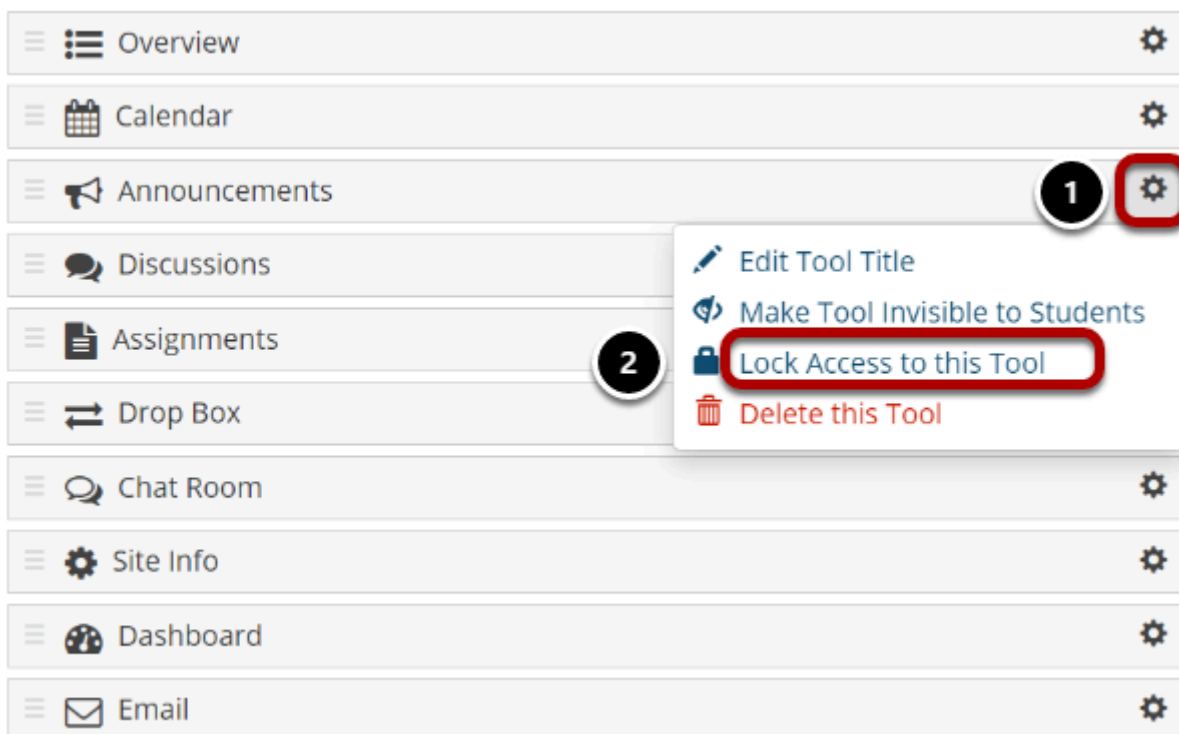 Overview
Calendar
Announcements
1
Discussions
Edit Tool Title
Make Tool Invisible to Students
Assignments
2
Lock Access to this Tool
Drop Box
Delete this Tool
Chat Room
Site Info
Dashboard
Email